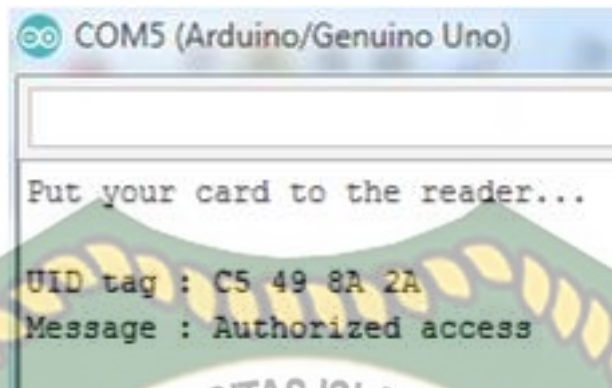 COM5 (Arduino/Genuino Uno)
Put your card to the reader...
UID tag : C5 49 8A 2A
Message : Authorized access